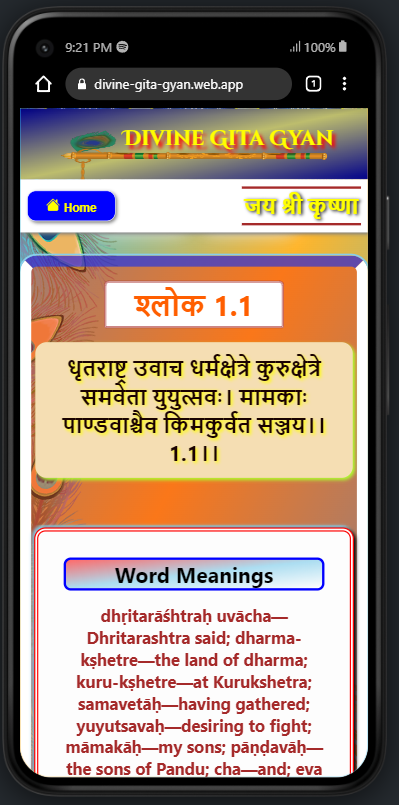 9:21 PM
100%
divine-gita-gyan.web.app
1
DIVINE GITA GYAN
Home
जय श्री कृष्णा
श्लोक 1.1
धृतराष्ट्र उवाच धर्मक्षेत्रे कुरुक्षेत्रे
समवेता युयुत्सवः। मामकाः
पाण्डवाश्चैव किमकुर्वत सञ्जय।।
1.1।।
Word Meanings
dhṛitarāśhtraḥ uvācha—
Dhritarashtra said; dharma-
kṣhetre—the land of dharma;
kuru-kṣhetre—at Kurukshetra;
samavetāḥ—having gathered;
yuyutsavaḥ—desiring to fight;
māmakāḥ—my sons; pāṇḍavāḥ—
the sons of Pandu; cha—and; eva